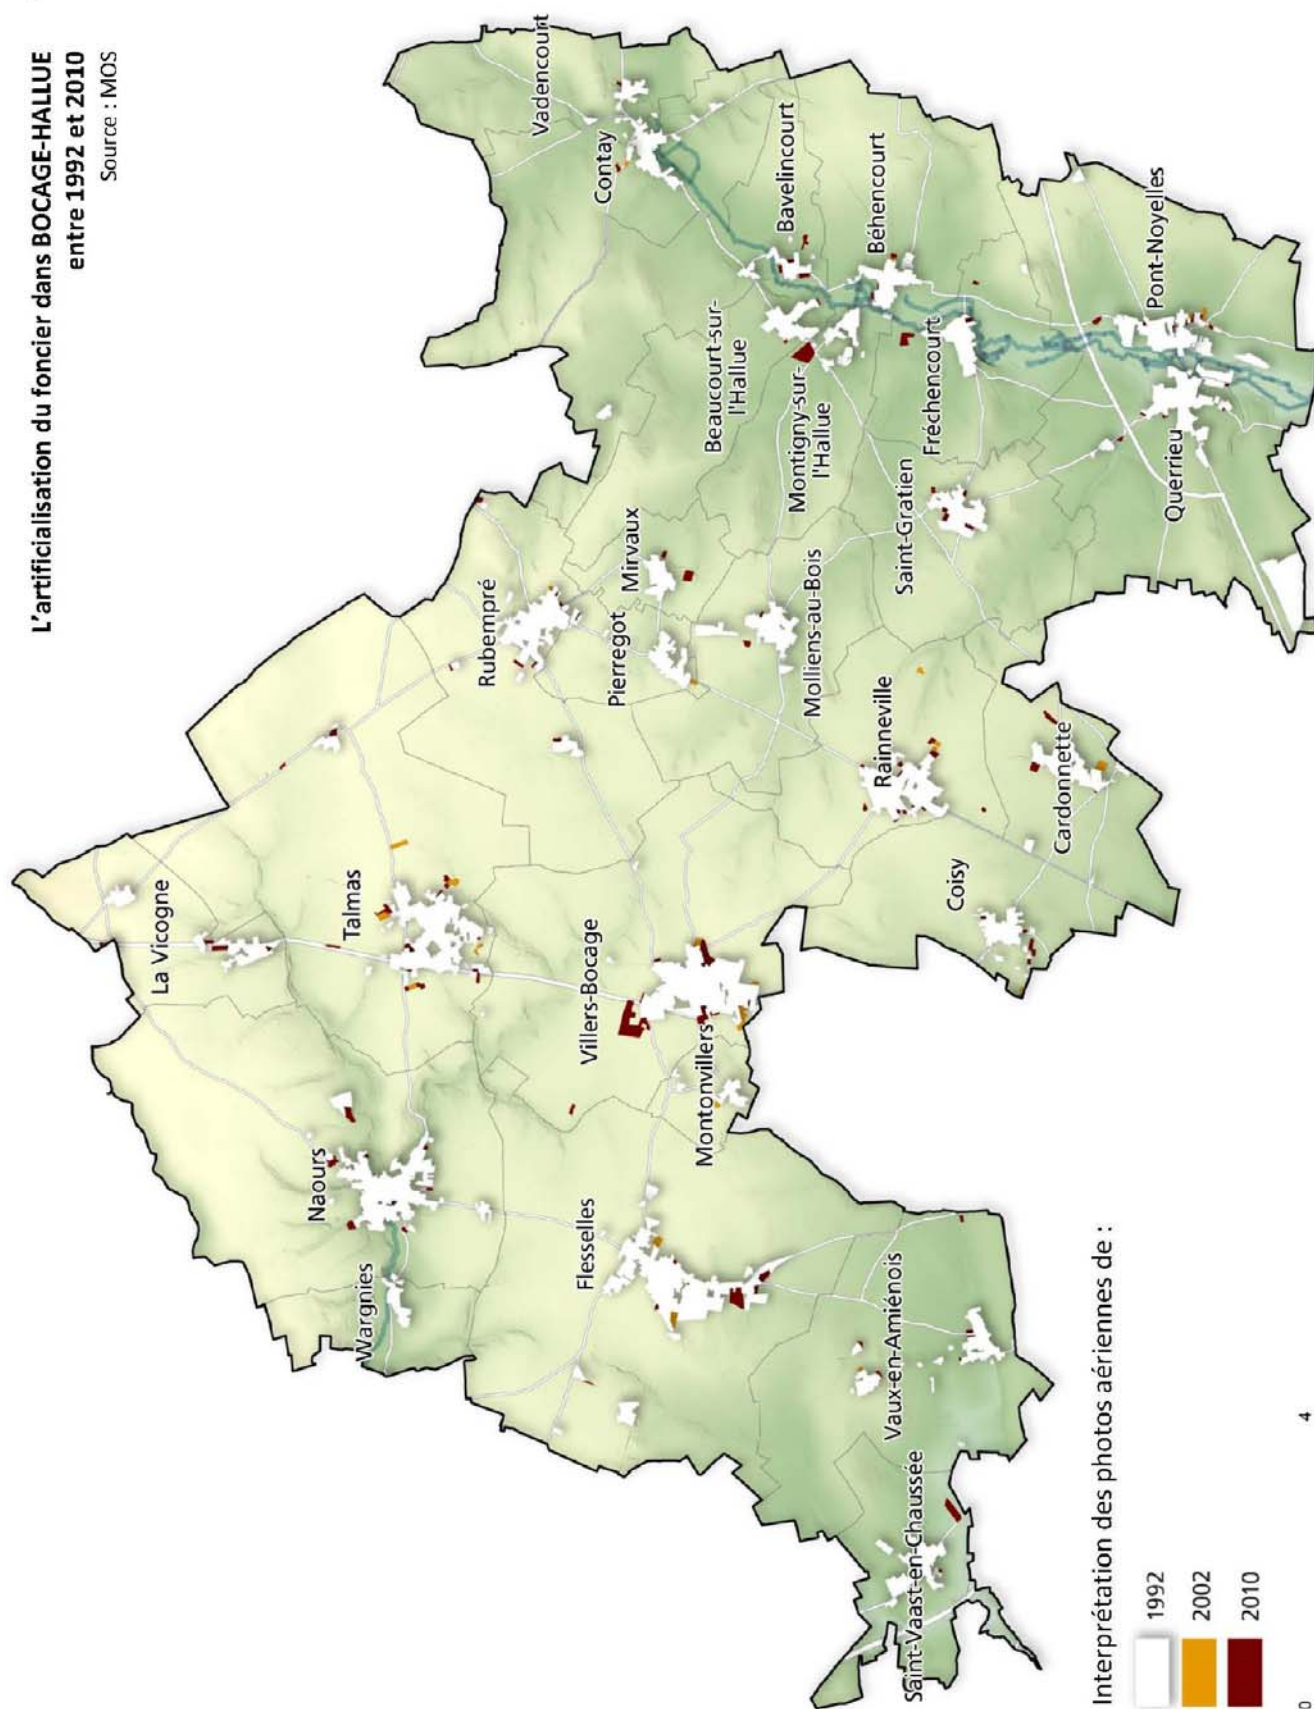 L'artificialisation du foncier dans BOCAGE-HALLUE
entre 1992 et 2010
Source : MOS
Vadencourt
Contay
Bavelincourt
Béhencourt
Pont-Noyelles
Beaucourt-sur-
l'Hallue
Montigny-sur-
l'Hallue
Fréchencourt
Querrieu
Saint-Gratien
Mirvaux
Rubempré
Pierregot
Molliens-au-Bois
Rainneville
Cardonnette
Coisy
La Vicogne
Talmas
Villers-Bocage
Montonvillers
Naours
Wargnies
Flesselles
Vaux-en-Amiénois
Saint-Vaast-en-Chaussée
Interprétation des photos aériennes de :
1992
2002
2010
0
4